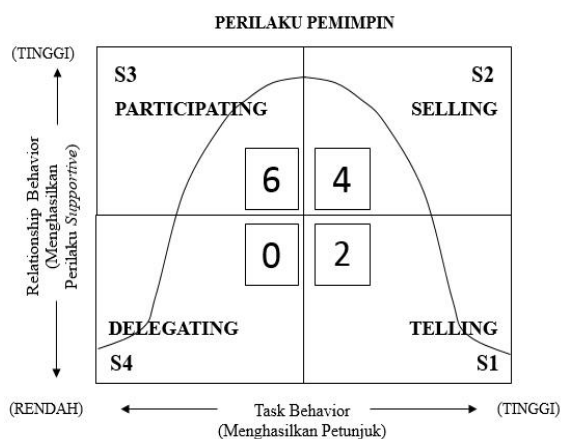 PERILAKU PEMIMPIN
(TINGGI)
S3
S2
PARTICIPATING
SELLING
6
4
0
2
Relationship Behavior
(Menghasilkan
Perilaku Supportive)
DELEGATING
TELLING
S4
S1
(RENDAH)
Task Behavior
(Menghasilkan Petunjuk)
(TINGGI)